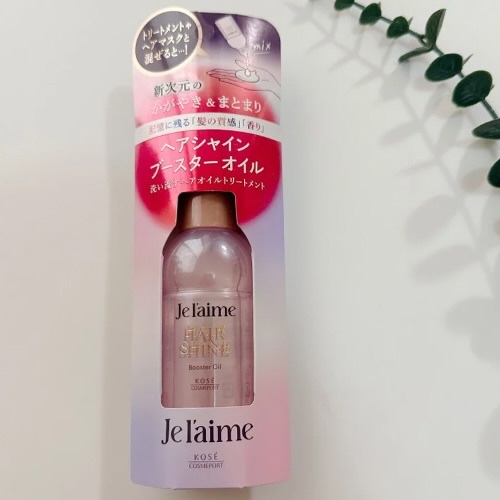 トリートメントや
ヘアマスクと
混ぜると…!
mix
新次元の
かがやき&まとまり
記憶に残る「髪の質感」「香り」
ヘアシャイン
ブースターオイル
洗い流すヘアオイルトリートメント
Je l'aime
HAIR
SHINE
Booster Oil
KOSÉ
COSMEPORT
Je l'aime
KOSÉ
COSMEPORT